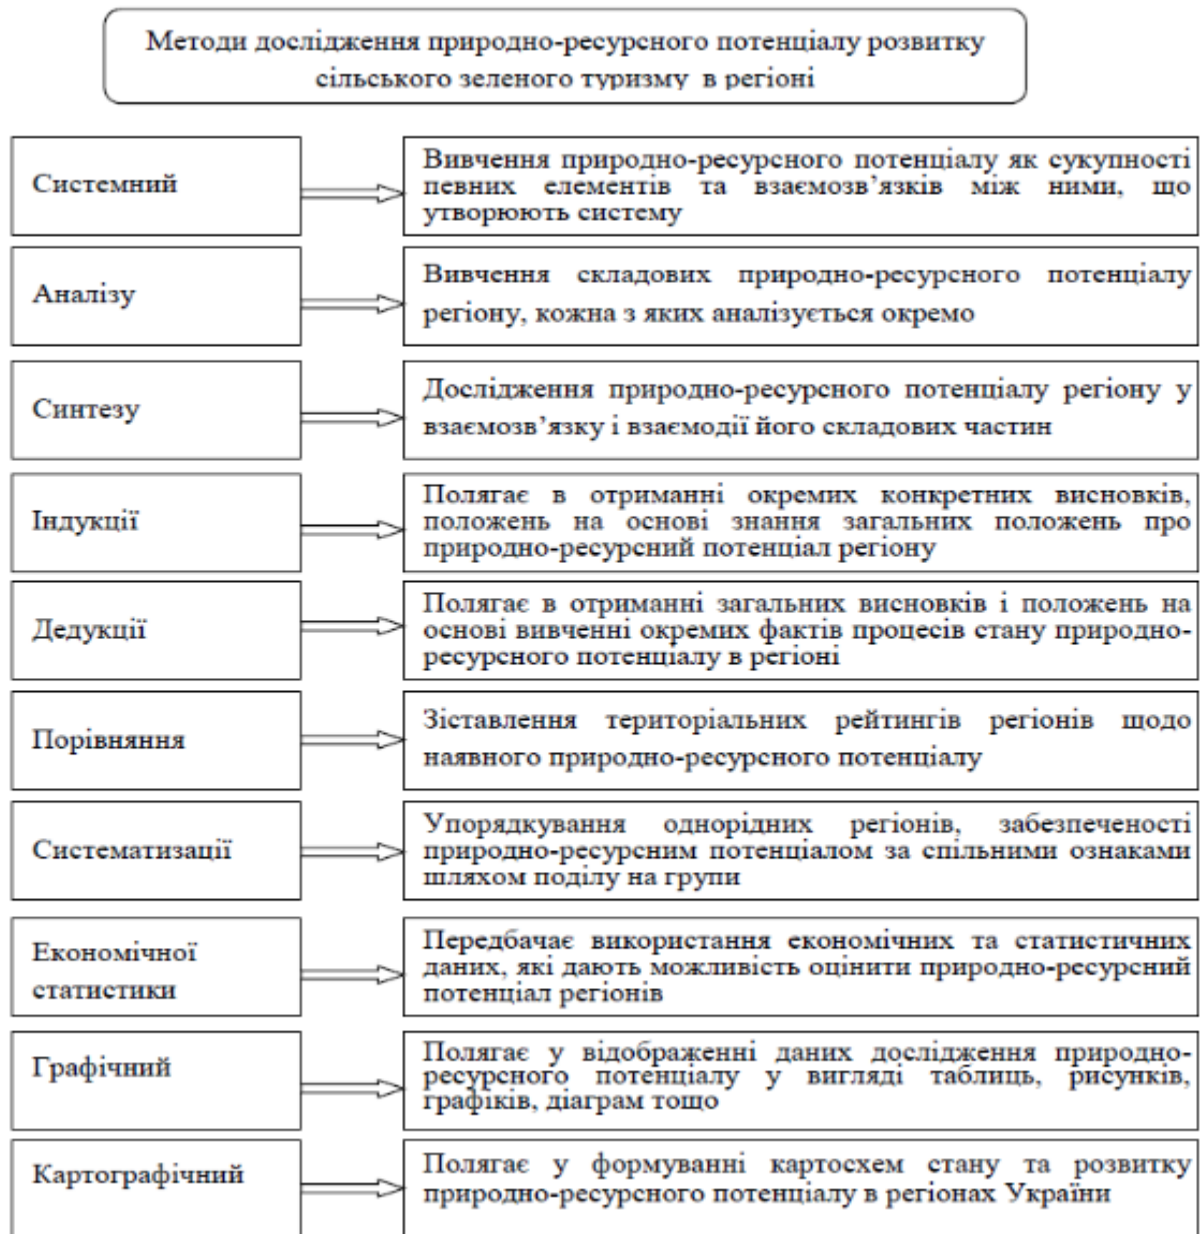 Методи дослідження природно-ресурсного потенціалу розвитку
сільського зеленого туризму в регіоні
Системний
Вивчення природно-ресурсного потенціалу як сукупності
певних елементів та взаємозв’язків між ними, що
утворюють систему
Аналізу
Вивчення складових природно-ресурсного потенціалу
регіону, кожна з яких аналізується окремо
Синтезу
Дослідження природно-ресурсного потенціалу регіону у
взаємозв’язку і взаємодії його складових частин
Індукції
Полягає в отриманні окремих конкретних висновків,
положень на основі знання загальних положень про
природно-ресурсний потенціал регіону
Дедукції
Полягає в отриманні загальних висновків і положень на
основі вивченні окремих фактів процесів стану природно-
ресурсного потенціалу в регіоні
Порівняння
Зіставлення територіальних рейтингів регіонів щодо
наявного природно-ресурсного потенціалу
Систематизації
Упорядкування однорідних регіонів, забезпеченості
природно-ресурсним потенціалом за спільними ознаками
шляхом поділу на групи
Економічної
статистики
Передбачає використання економічних та статистичних
даних, які дають можливість оцінити природно-ресурсний
потенціал регіонів
Графічний
Полягає у відображенні даних дослідження природно-
ресурсного потенціалу у вигляді таблиць, рисунків,
графіків, діаграм тощо
Картографічний
Полягає у формуванні картосхем стану та розвитку
природно-ресурсного потенціалу в регіонах України